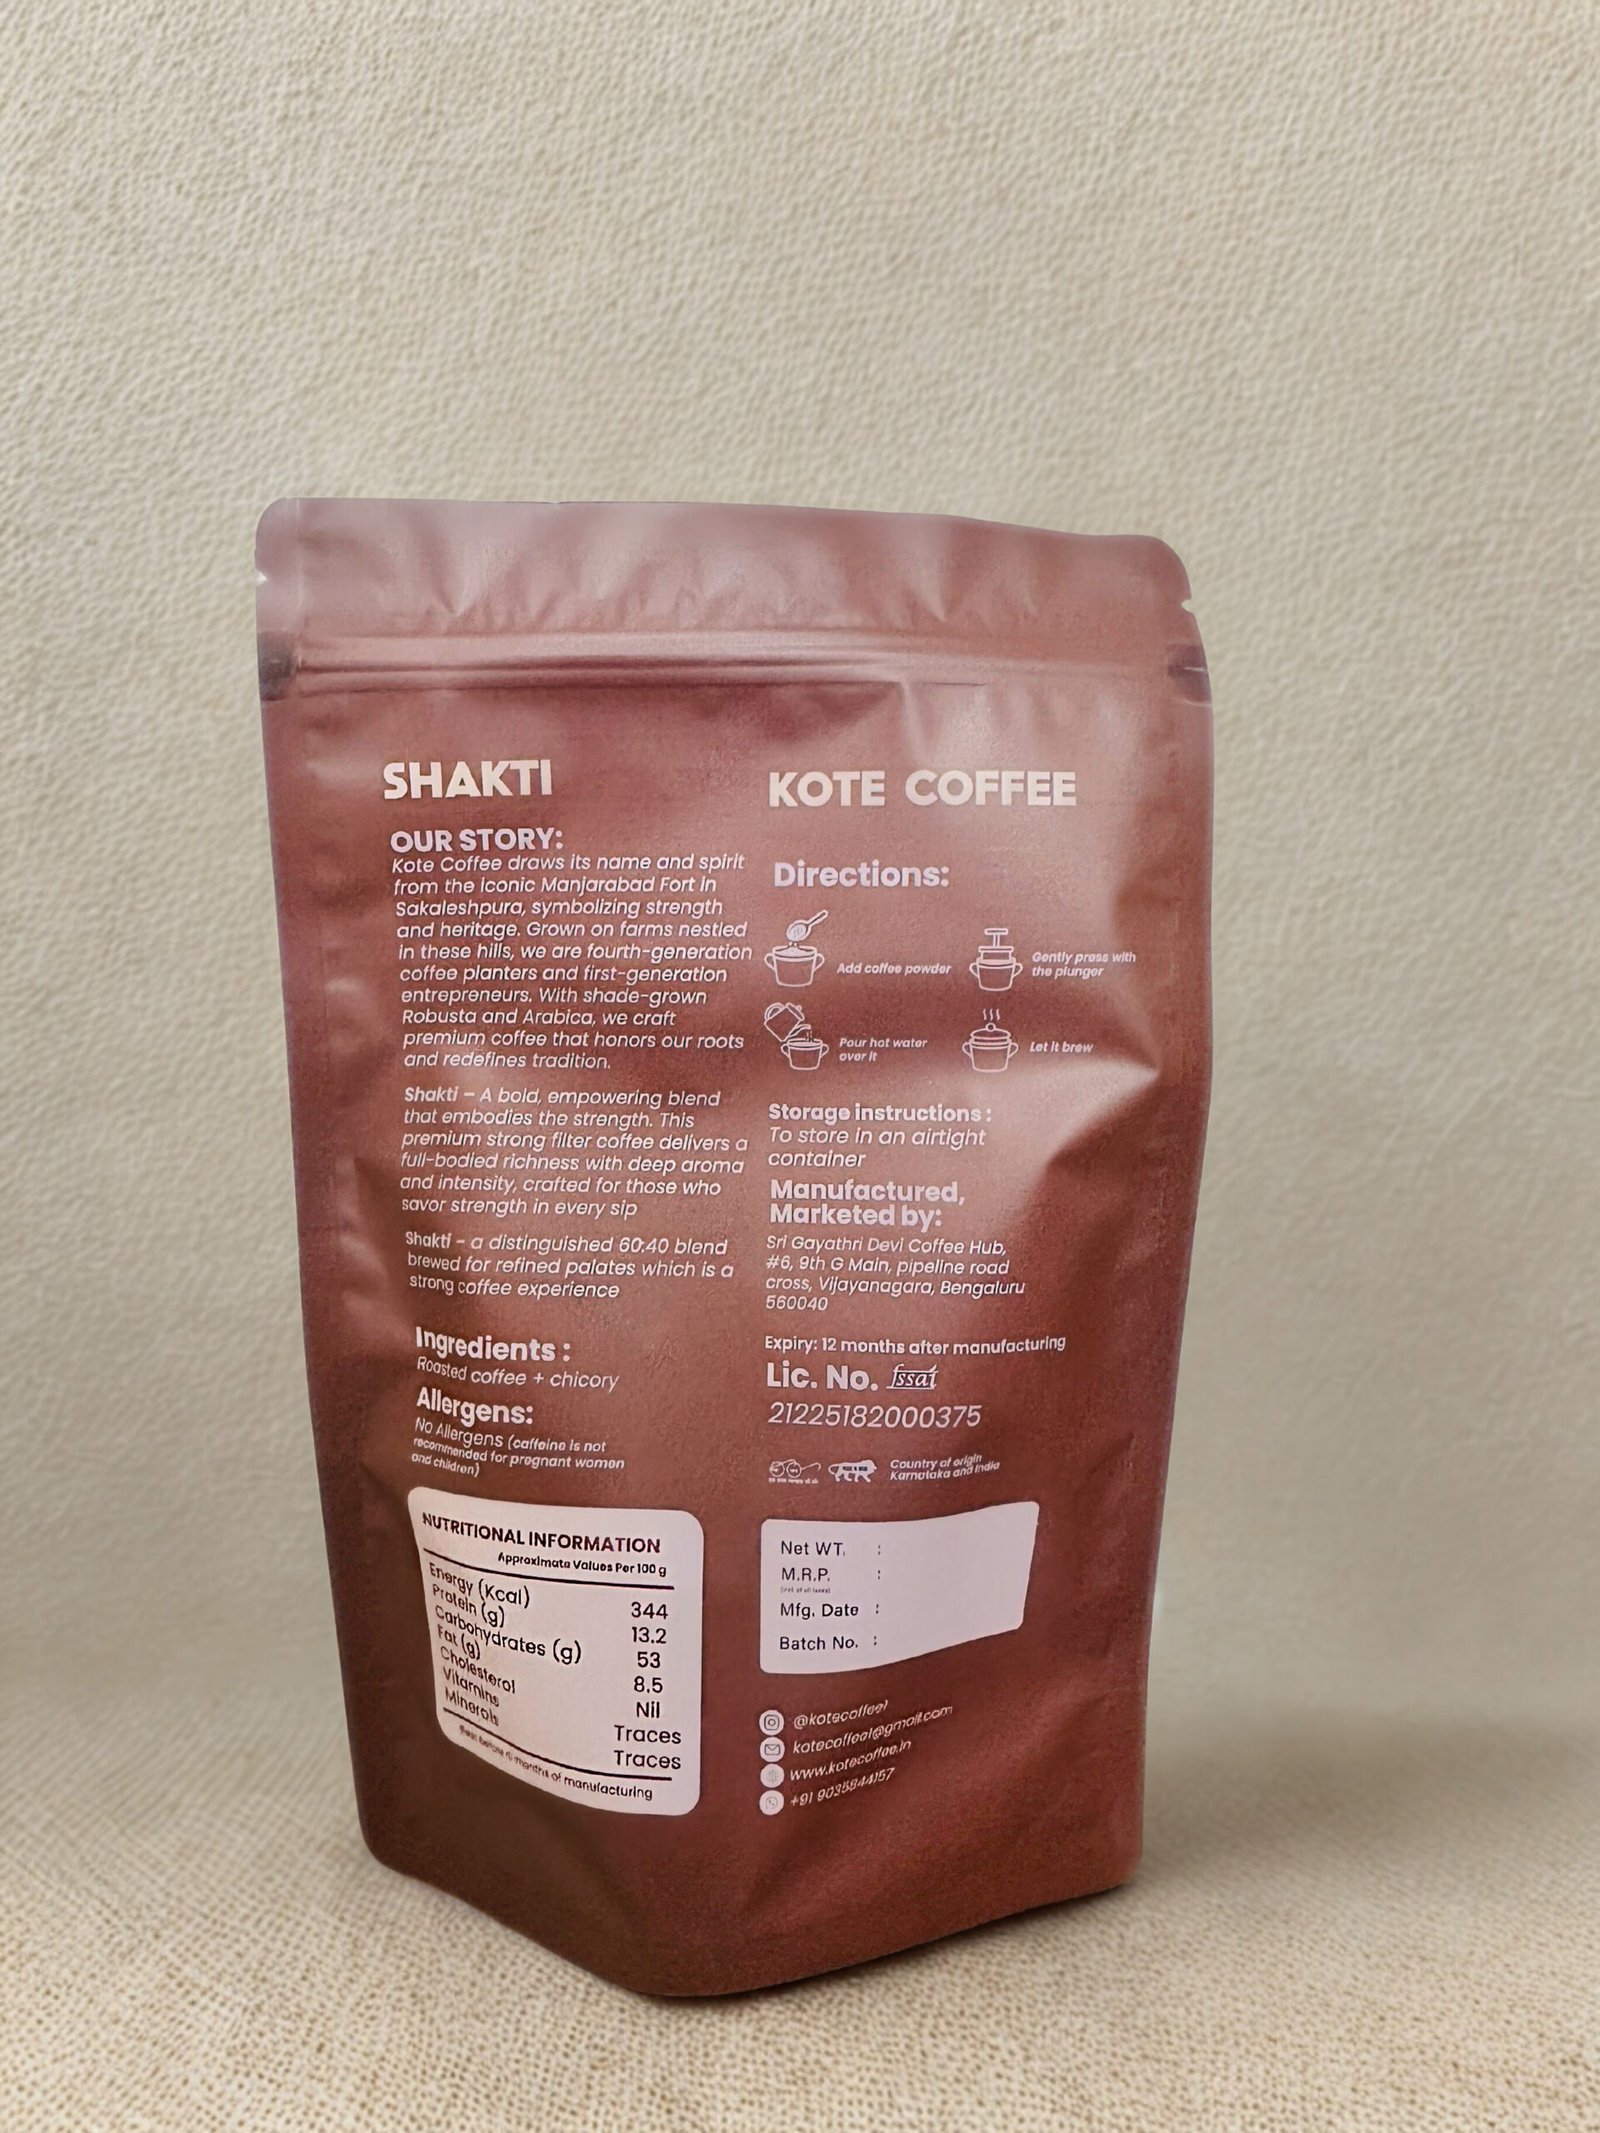 SHAKTI
OUR STORY:
Kote Coffee draws its name and spirit
from the iconic Manjarabad Fort in
Sakaleshpura, symbolizing strength
and heritage. Grown on farms nestled
in these hills, we are fourth-generation
coffee planters and first-generation
entrepreneurs. With shade-grown
Robusta and Arabica, we craft
premium coffee that honors our roots
and redefines tradition.
Shakti – A bold, empowering blend
that embodies the strength. This
premium strong filter coffee delivers a
full-bodied richness with deep aroma
and intensity, crafted for those who
savor strength in every sip
Shakti - a distinguished 60:40 blend
brewed for refined palates which is a
strong coffee experience
Ingredients :
Roasted coffee + chicory
Allergens:
No Allergens (caffeine is not
recommended for pregnant women
and children)
NUTRITIONAL INFORMATION
Approximate Values Per 100 g
Energy (Kcal) 344
Protein (g) 13.2
Carbohydrates (g) 53
Fat (g) 8.5
Cholesterol Nil
Vitamins Traces
Minerals Traces
Best before 6 months of manufacturing
KOTE COFFEE
Directions:
Add coffee powder
Gently press with
the plunger
Pour hot water
over it
Let it brew
Storage instructions :
To store in an airtight
container
Manufactured,
Marketed by:
Sri Gayathri Devi Coffee Hub,
#6, 9th G Main, pipeline road
cross, Vijayanagara, Bengaluru
560040
Expiry: 12 months after manufacturing
Lic. No. fssai
21225182000375
Country of origin
Karnataka and India
Net WT. :
M.R.P. :
(incl. of all taxes)
Mfg. Date :
Batch No. :
@kotecoffee1
kotecoffee1@gmail.com
www.kotecoffee.in
+91 9035844157